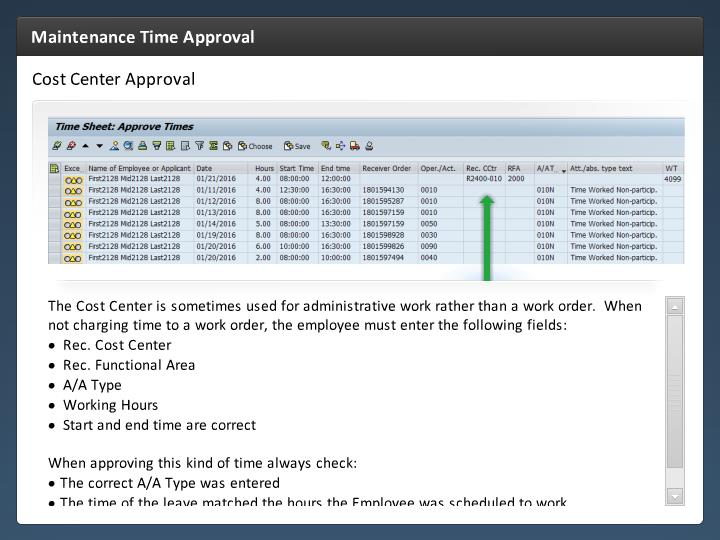 Maintenance Time Approval
Cost Center Approval
Time Sheet: Approve Times
Choose Save
Exce_ Name of Employee or Applicant Date Hours Start Time End time Receiver Order Oper./Act. Rec. CCtr RFA A/AT_ Att./abs. type text WT
First2128 Mid2128 Last2128 01/21/2016 4.00 08:00:00 12:00:00 R2400-010 2000 4099
First2128 Mid2128 Last2128 01/11/2016 4.00 12:30:00 16:30:00 1801594130 0010 010N Time Worked Non-particip.
First2128 Mid2128 Last2128 01/12/2016 8.00 08:00:00 16:30:00 1801595287 0010 010N Time Worked Non-particip.
First2128 Mid2128 Last2128 01/13/2016 8.00 08:00:00 16:30:00 1801597159 0010 010N Time Worked Non-particip.
First2128 Mid2128 Last2128 01/14/2016 5.00 08:00:00 13:30:00 1801597159 0050 010N Time Worked Non-particip.
First2128 Mid2128 Last2128 01/19/2016 8.00 08:00:00 16:30:00 1801598928 0030 010N Time Worked Non-particip.
First2128 Mid2128 Last2128 01/20/2016 6.00 10:00:00 16:30:00 1801599826 0090 010N Time Worked Non-particip.
First2128 Mid2128 Last2128 01/20/2016 2.00 08:00:00 10:00:00 1801597494 0040 010N Time Worked Non-particip.
The Cost Center is sometimes used for administrative work rather than a work order. When
not charging time to a work order, the employee must enter the following fields:
• Rec. Cost Center
• Rec. Functional Area
• A/A Type
• Working Hours
• Start and end time are correct
When approving this kind of time always check:
• The correct A/A Type was entered
• The time of the leave matched the hours the Employee was scheduled to work